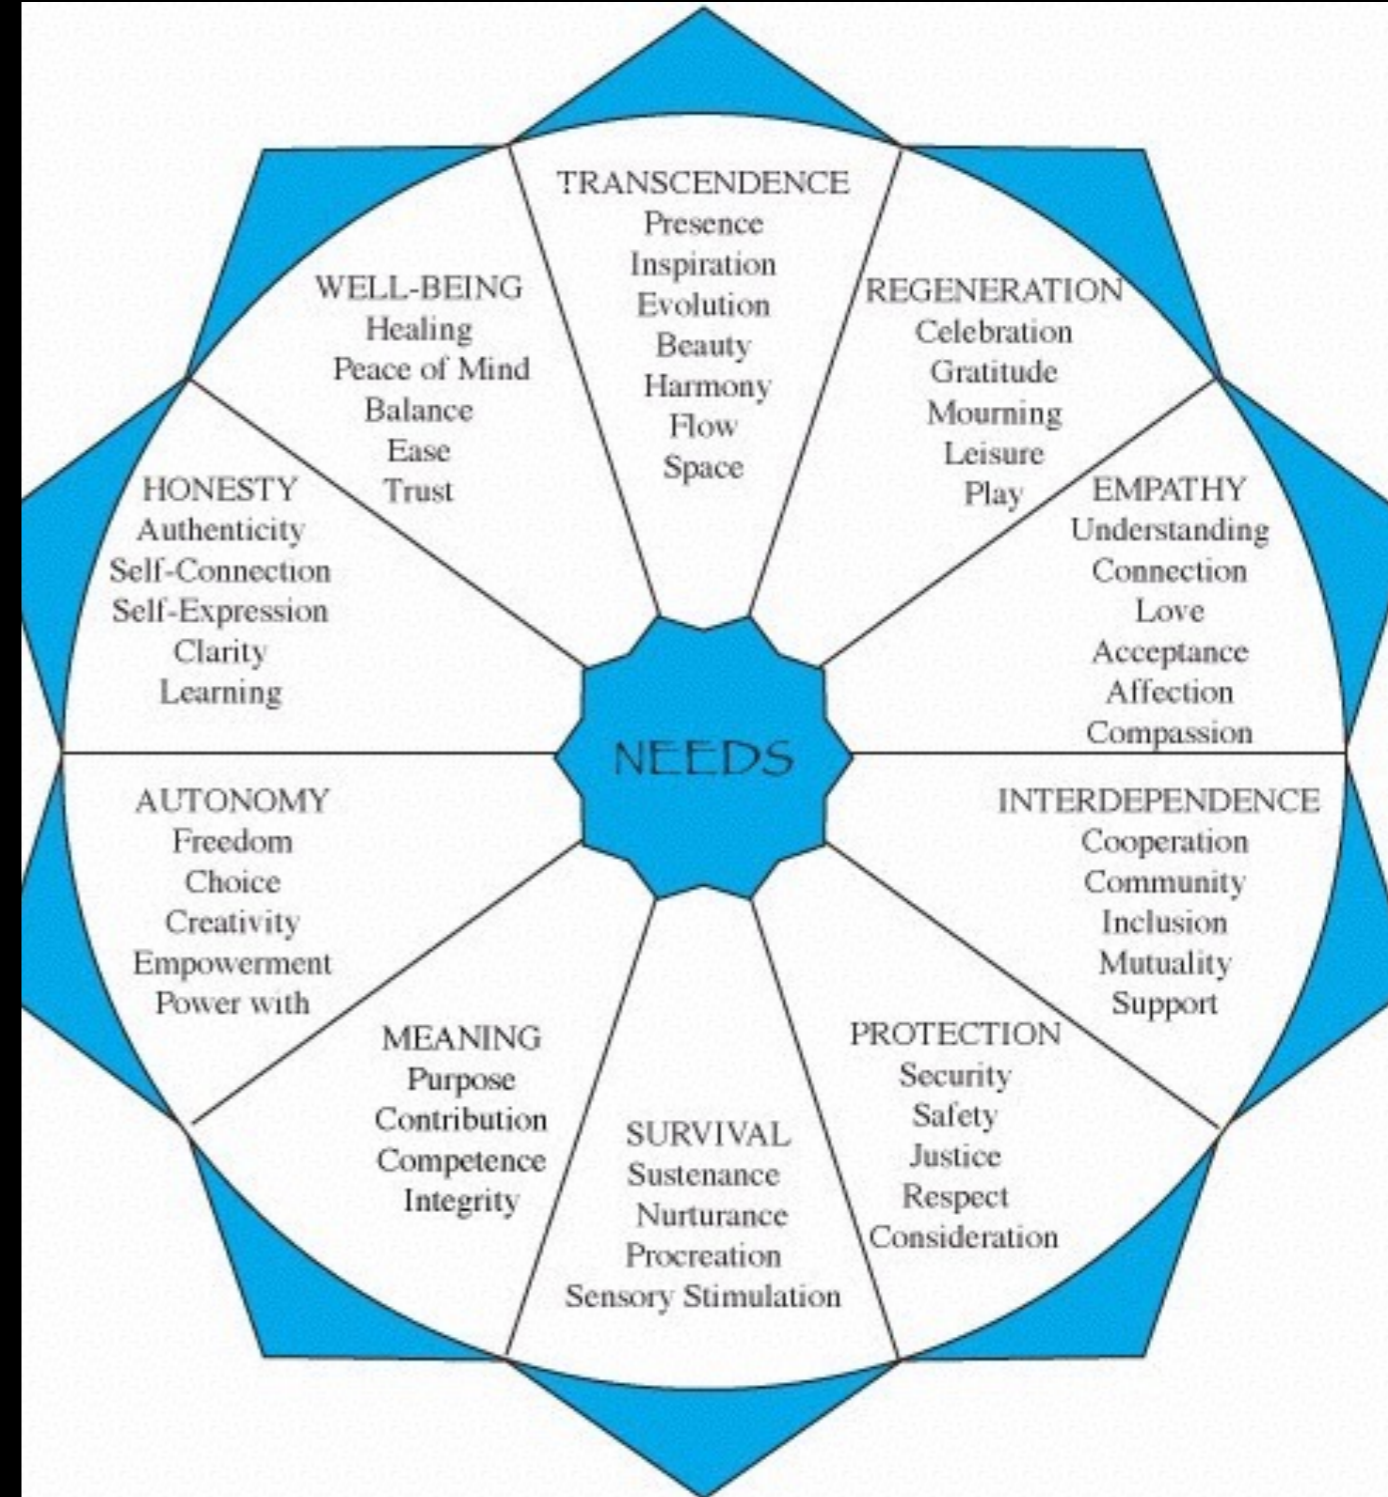 TRANSCENDENCE
Presence
Inspiration
Evolution
Beauty
Harmony
Flow
Space
REGENERATION
Celebration
Gratitude
Mourning
Leisure
Play
EMPATHY
Understanding
Connection
Love
Acceptance
Affection
Compassion
INTERDEPENDENCE
Cooperation
Community
Inclusion
Mutuality
Support
PROTECTION
Security
Safety
Justice
Respect
Consideration
SURVIVAL
Sustenance
Nurturance
Procreation
Sensory Stimulation
MEANING
Purpose
Contribution
Competence
Integrity
AUTONOMY
Freedom
Choice
Creativity
Empowerment
Power with
HONESTY
Authenticity
Self-Connection
Self-Expression
Clarity
Learning
WELL-BEING
Healing
Peace of Mind
Balance
Ease
Trust
NEEDS